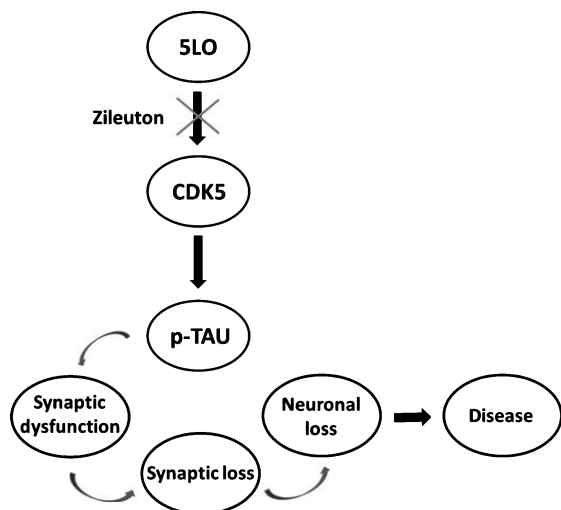 5LO
Zileuton
CDK5
p-TAU
Synaptic
dysfunction
Synaptic loss
Neuronal
loss
Disease